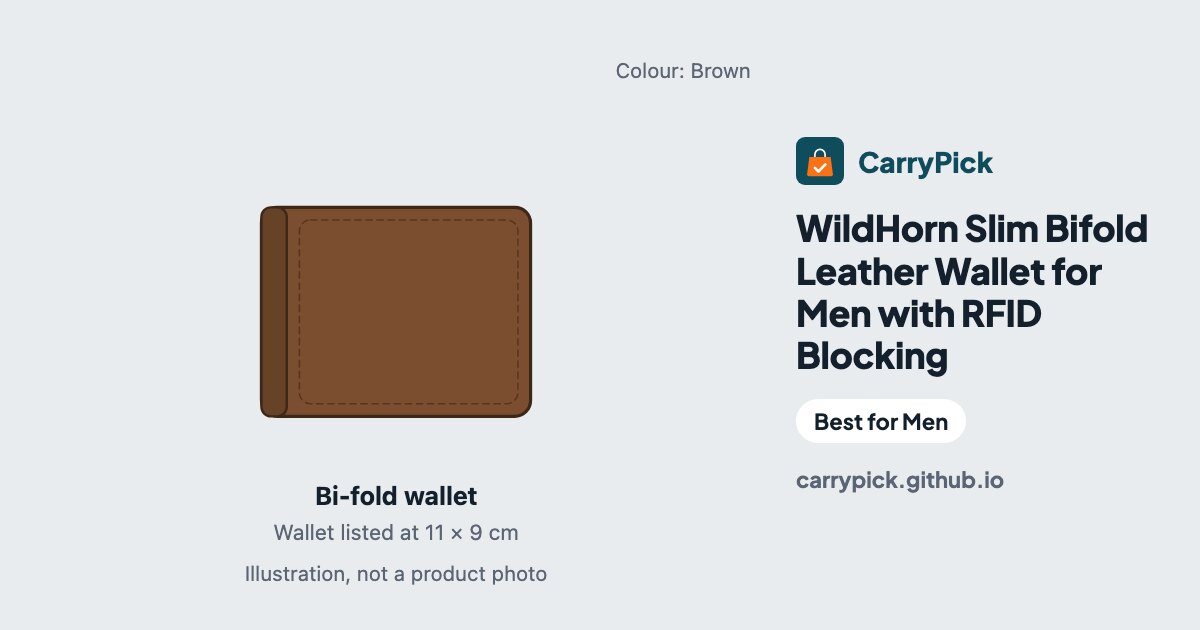 Colour: Brown
CarryPick
WildHorn Slim Bifold
Leather Wallet for
Men with RFID
Blocking
Best for Men
carrypick.github.io
Bi-fold wallet
Wallet listed at 11 × 9 cm
Illustration, not a product photo